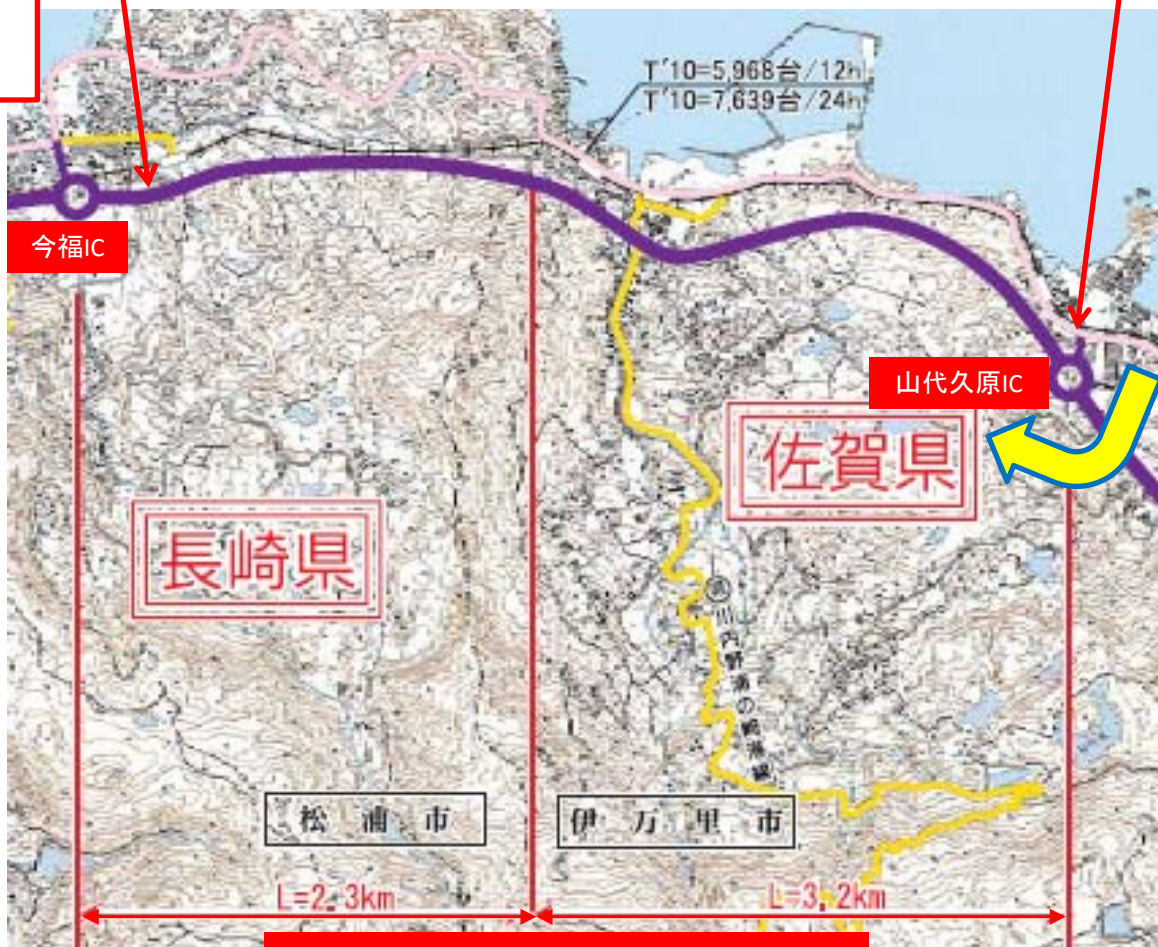 T'10=5,968台/12h
T'10=7,639台/24h
今福IC
山代久原IC
佐賀県
長崎県
松浦市
伊万里市
L=2.3km
L=3.2km